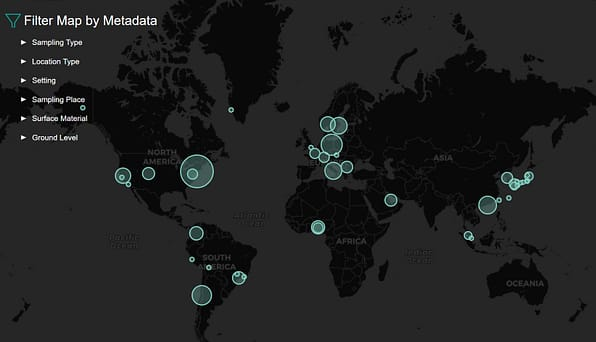 Filter Map by Metadata
► Sampling Type
► Location Type
► Setting
► Sampling Place
► Surface Material
► Ground Level
NORTH
AMERICA
ASIA
Atlantic
Pacific
Ocean
AFRICA
Indian
Ocean
SOUTH
AMERICA
OCEANIA